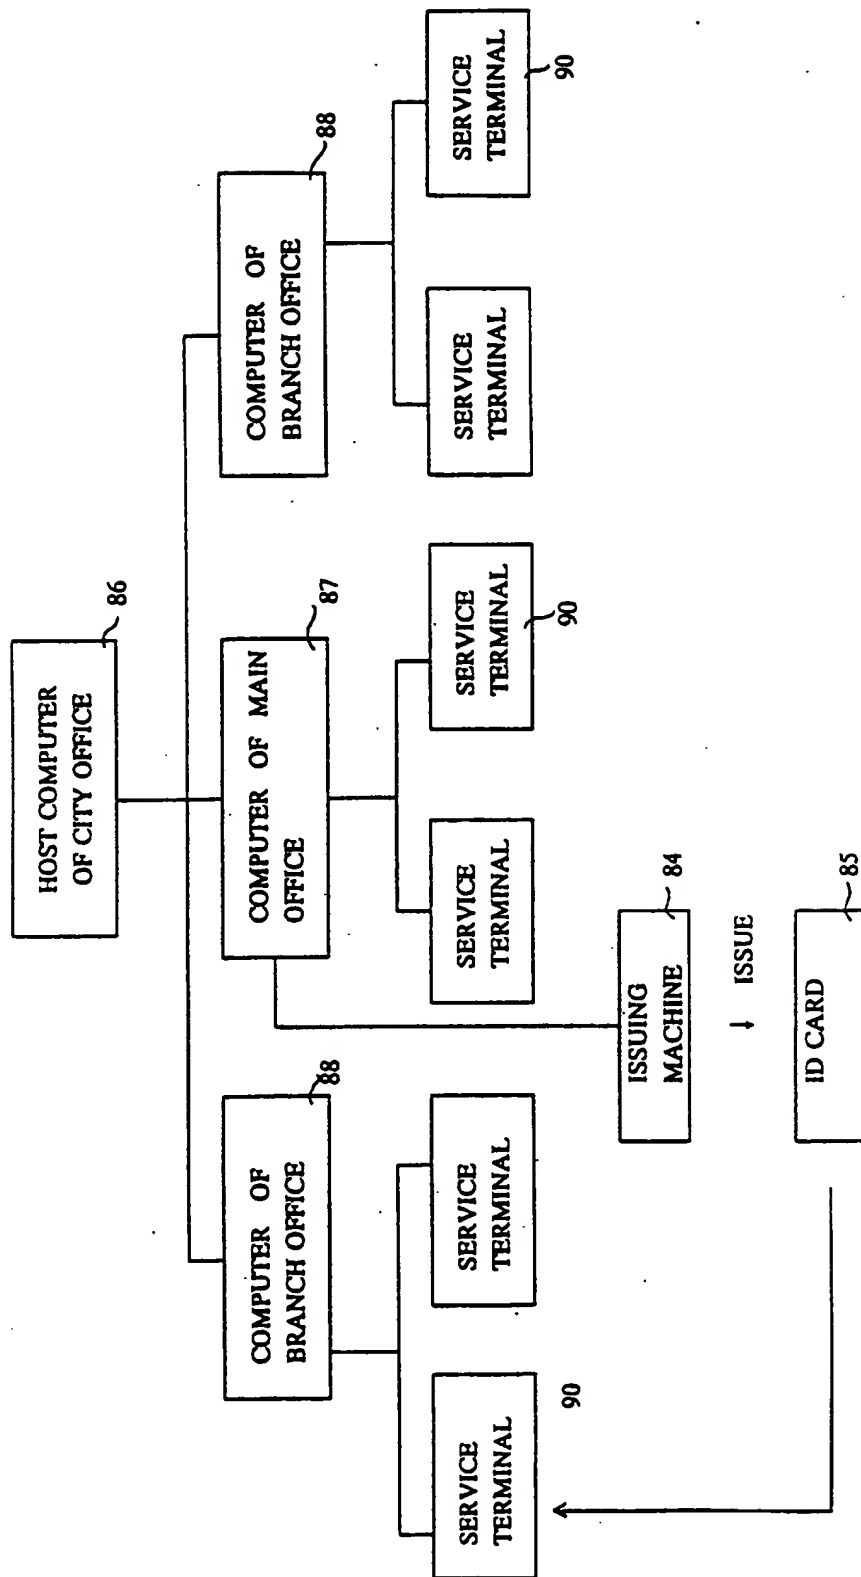 HOST COMPUTER
OF CITY OFFICE
86
COMPUTER OF
BRANCH OFFICE
88
COMPUTER OF MAIN
OFFICE
87
COMPUTER OF
BRANCH OFFICE
88
SERVICE
TERMINAL
90
SERVICE
TERMINAL
SERVICE
TERMINAL
SERVICE
TERMINAL
90
SERVICE
TERMINAL
SERVICE
TERMINAL
90
ISSUING
MACHINE
84
↓ ISSUE
ID CARD
85